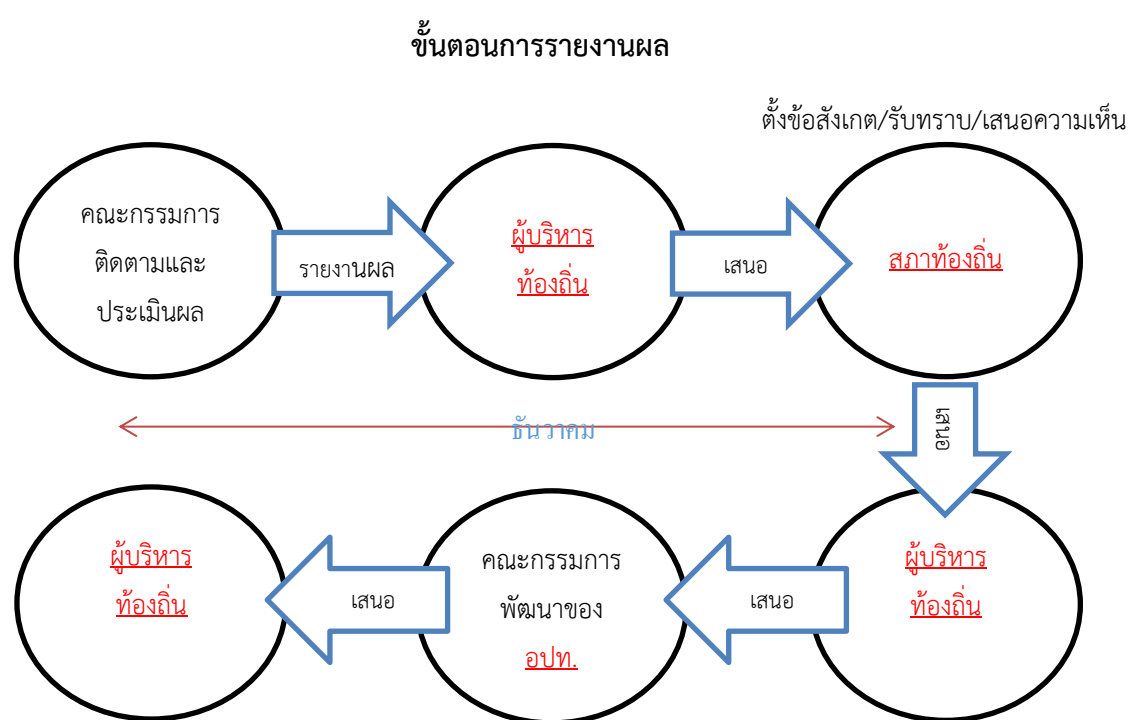 ขั้นตอนการรายงานผล
ตั้งข้อสังเกต/รับทราบ/เสนอความเห็น
คณะกรรมการ
ติดตามและ
ประเมินผล
รายงานผล
ผู้บริหาร
ท้องถิ่น
เสนอ
สภาท้องถิ่น
เสนอ
ธันวาคม
ผู้บริหาร
ท้องถิ่น
เสนอ
คณะกรรมการ
พัฒนาของ
อปท.
เสนอ
ผู้บริหาร
ท้องถิ่น